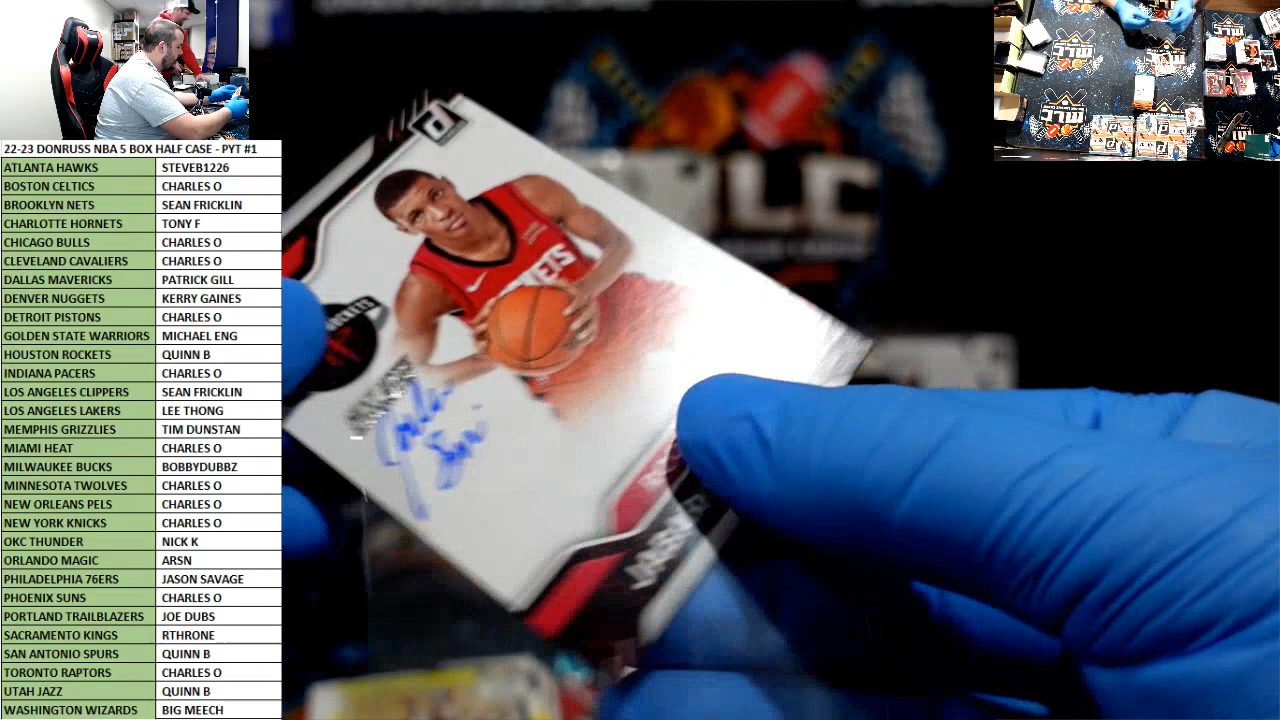 22-23 DONRUSS NBA 5 BOX HALF CASE - PYT #1
ATLANTA HAWKS STEVEB1226
BOSTON CELTICS CHARLES O
BROOKLYN NETS SEAN FRICKLIN
CHARLOTTE HORNETS TONY F
CHICAGO BULLS CHARLES O
CLEVELAND CAVALIERS CHARLES O
DALLAS MAVERICKS PATRICK GILL
DENVER NUGGETS KERRY GAINES
DETROIT PISTONS CHARLES O
GOLDEN STATE WARRIORS MICHAEL ENG
HOUSTON ROCKETS QUINN B
INDIANA PACERS CHARLES O
LOS ANGELES CLIPPERS SEAN FRICKLIN
LOS ANGELES LAKERS LEE THONG
MEMPHIS GRIZZLIES TIM DUNSTAN
MIAMI HEAT CHARLES O
MILWAUKEE BUCKS BOBBYDUBBZ
MINNESOTA TWOLVES CHARLES O
NEW ORLEANS PELS CHARLES O
NEW YORK KNICKS CHARLES O
OKC THUNDER NICK K
ORLANDO MAGIC ARSN
PHILADELPHIA 76ERS JASON SAVAGE
PHOENIX SUNS CHARLES O
PORTLAND TRAILBLAZERS JOE DUBS
SACRAMENTO KINGS RTHRONE
SAN ANTONIO SPURS QUINN B
TORONTO RAPTORS CHARLES O
UTAH JAZZ QUINN B
WASHINGTON WIZARDS BIG MEECH